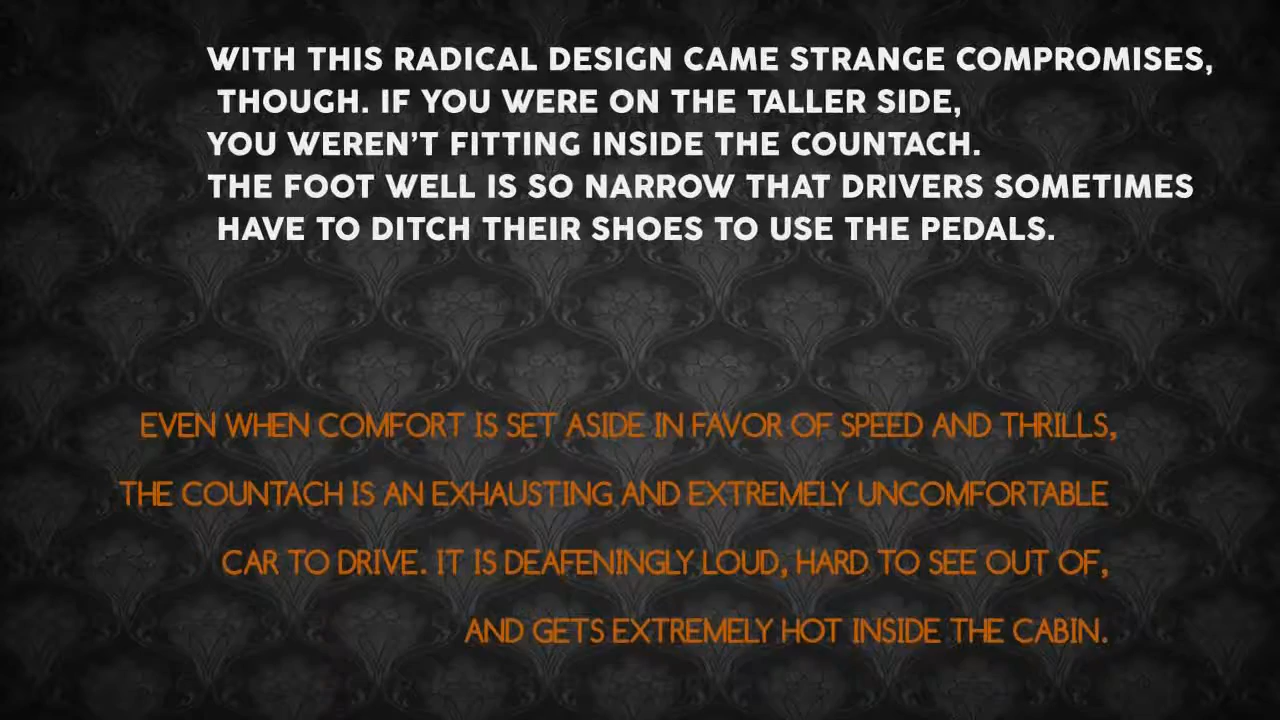 WITH THIS RADICAL DESIGN CAME STRANGE COMPROMISES,
THOUGH. IF YOU WERE ON THE TALLER SIDE,
YOU WEREN'T FITTING INSIDE THE COUNTACH.
THE FOOT WELL IS SO NARROW THAT DRIVERS SOMETIMES
HAVE TO DITCH THEIR SHOES TO USE THE PEDALS.
EVEN WHEN COMFORT IS SET ASIDE IN FAVOR OF SPEED AND THRILLS,
THE COUNTACH IS AN EXHAUSTING AND EXTREMELY UNCOMFORTABLE
CAR TO DRIVE. IT IS DEAFENINGLY LOUD, HARD TO SEE OUT OF,
AND GETS EXTREMELY HOT INSIDE THE CABIN.